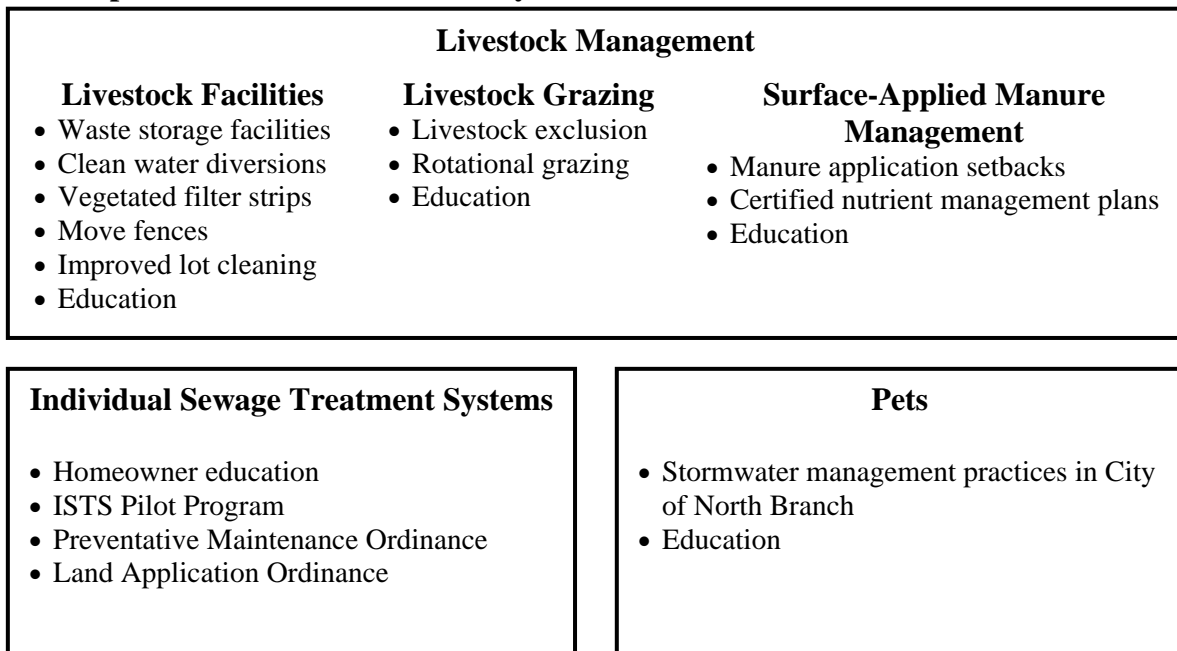 Livestock Management
Livestock Facilities
• Waste storage facilities
• Clean water diversions
• Vegetated filter strips
• Move fences
• Improved lot cleaning
• Education
Livestock Grazing
• Livestock exclusion
• Rotational grazing
• Education
Surface-Applied Manure
Management
• Manure application setbacks
• Certified nutrient management plans
• Education
Individual Sewage Treatment Systems
• Homeowner education
• ISTS Pilot Program
• Preventative Maintenance Ordinance
• Land Application Ordinance
Pets
• Stormwater management practices in City
of North Branch
• Education